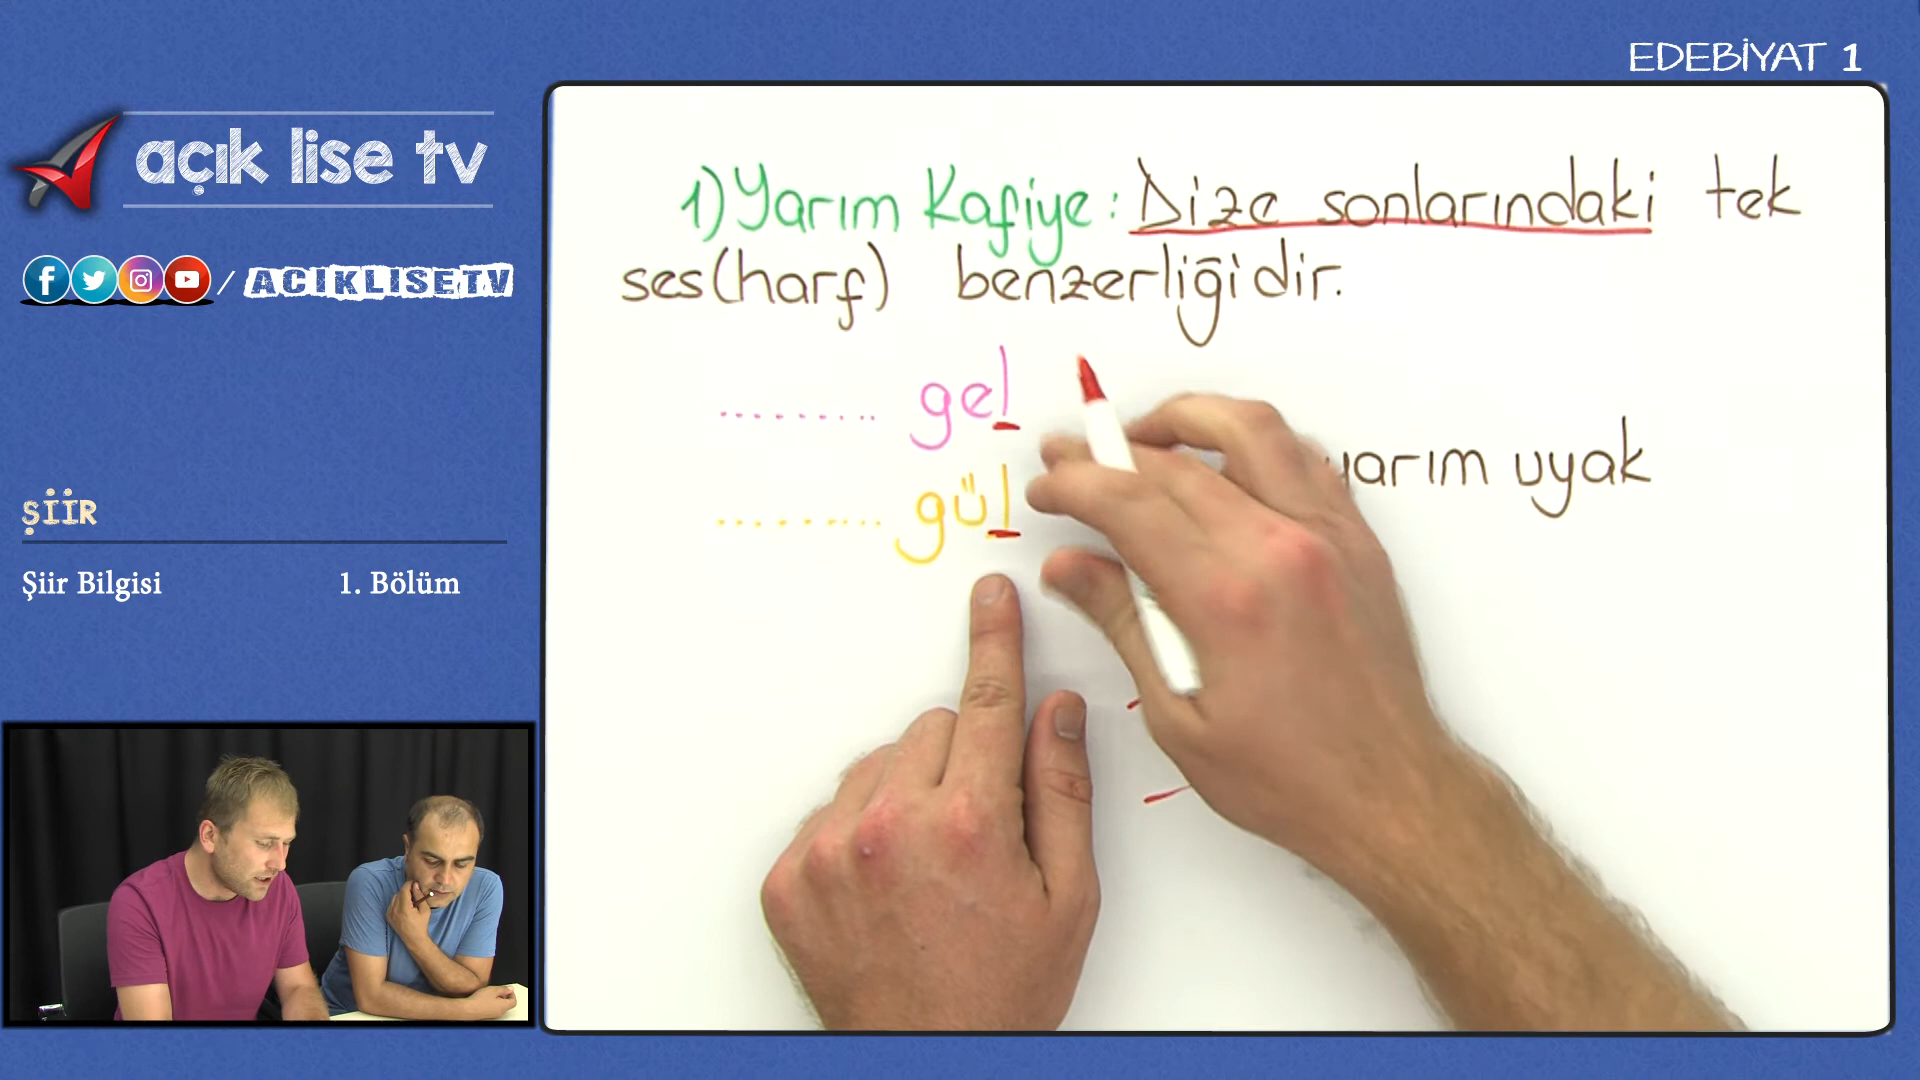 EDEBİYAT 1
açık lise tv
f / ACIKLISETV
ŞİİR
Şiir Bilgisi 1. Bölüm
1) Yarım Kafiye: Dize sonlarındaki tek
ses(harf) benzerliğidir.
......... gel
yarım uyak
......... gül